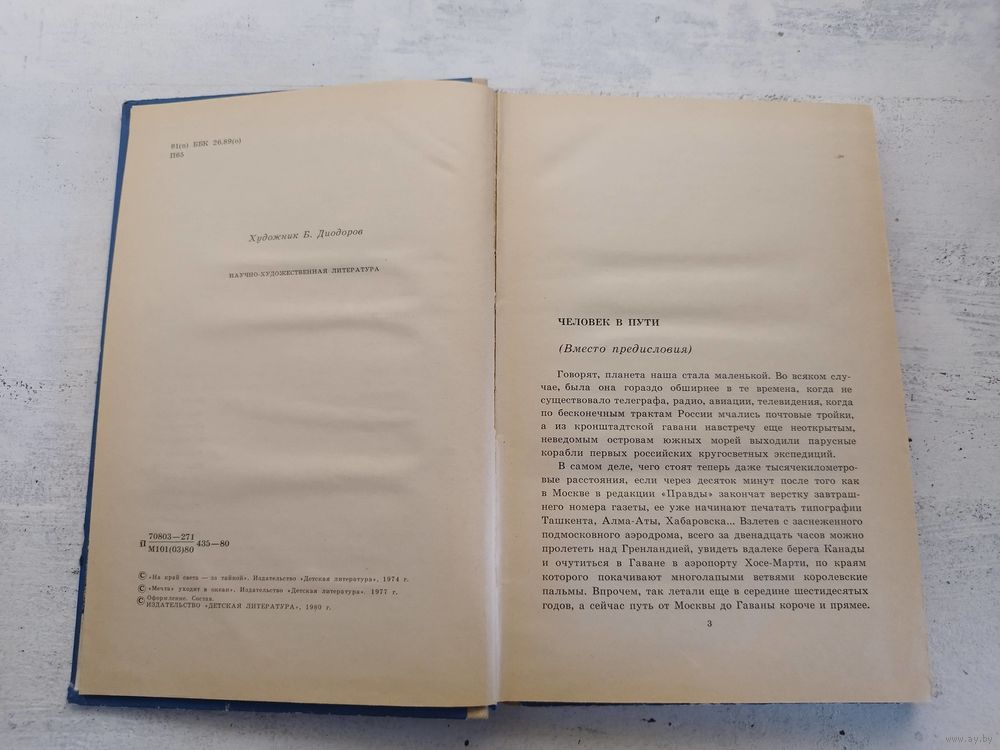 91(о) ББК 26.89(о)
П65
Художник Б. Диодоров
НАУЧНО-ХУДОЖЕСТВЕННАЯ ЛИТЕРАТУРА
П 70803—271
М101(03)80 435—80
© «На край света — за тайной». Издательство «Детская литература», 1974 г.
© «Мечта» уходит в океан». Издательство «Детская литература», 1977 г.
© Оформление. Состав.
ИЗДАТЕЛЬСТВО «ДЕТСКАЯ ЛИТЕРАТУРА», 1980 г.
ЧЕЛОВЕК В ПУТИ
(Вместо предисловия)
Говорят, планета наша стала маленькой. Во всяком слу-
чае, была она гораздо обширнее в те времена, когда не
существовало телеграфа, радио, авиации, телевидения, когда
по бесконечным трактам России мчались почтовые тройки,
а из кронштадтской гавани навстречу еще неоткрытым,
неведомым островам южных морей выходили парусные
корабли первых российских кругосветных экспедиций.
В самом деле, чего стоят теперь даже тысячекилометро-
вые расстояния, если через десяток минут после того как
в Москве в редакции «Правды» закончат верстку завтраш-
него номера газеты, ее уже начинают печатать типографии
Ташкента, Алма-Аты, Хабаровска... Взлетев с заснеженного
подмосковного аэродрома, всего за двенадцать часов можно
пролететь над Гренландией, увидеть вдалеке берега Канады
и очутиться в Гаване в аэропорту Хосе-Марти, по краям
которого покачивают многолапыми ветвями королевские
пальмы. Впрочем, так летали еще в середине шестидесятых
годов, а сейчас путь от Москвы до Гаваны короче и прямее.
3
www.ay.by